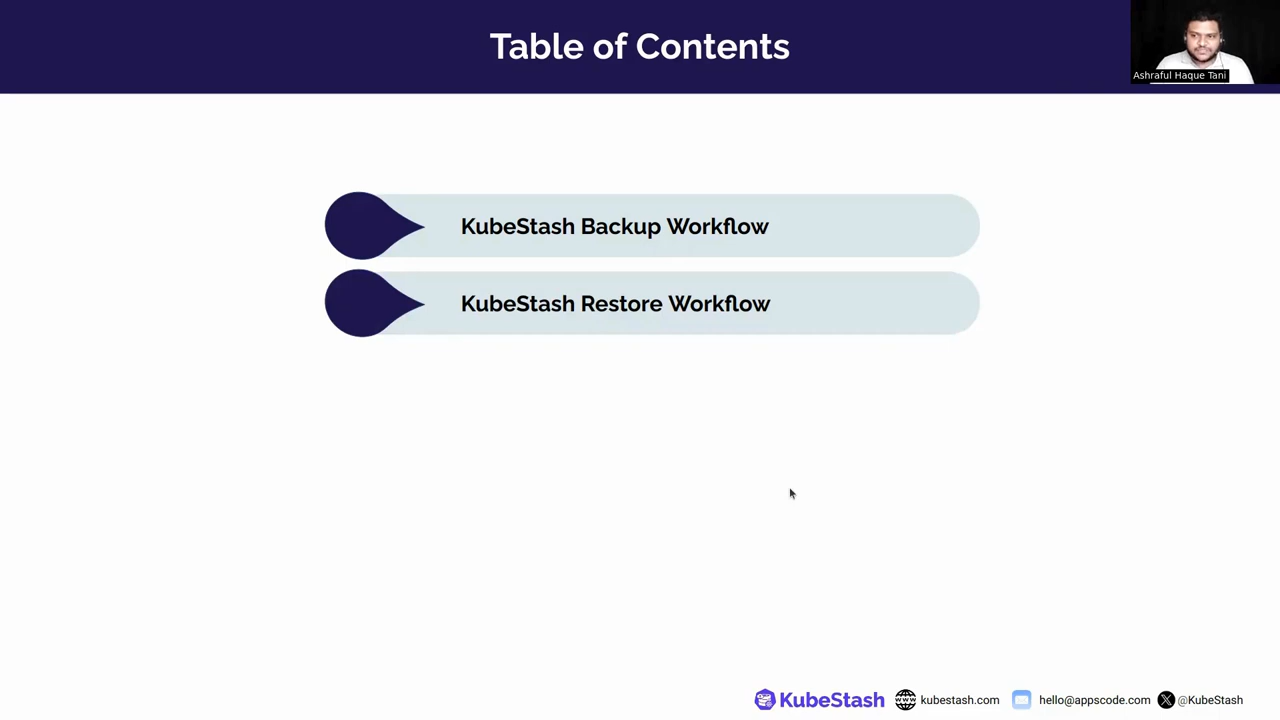 Table of Contents
Ashraful Haque Tani
KubeStash Backup Workflow
KubeStash Restore Workflow
KubeStash kubestash.com hello@appscode.com @KubeStash